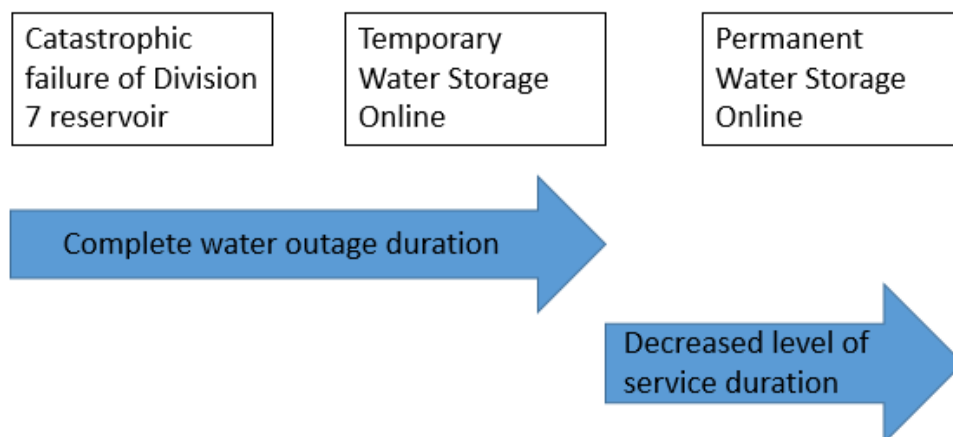 Catastrophic
failure of Division
7 reservoir
Temporary
Water Storage
Online
Permanent
Water Storage
Online
Complete water outage duration
Decreased level of
service duration